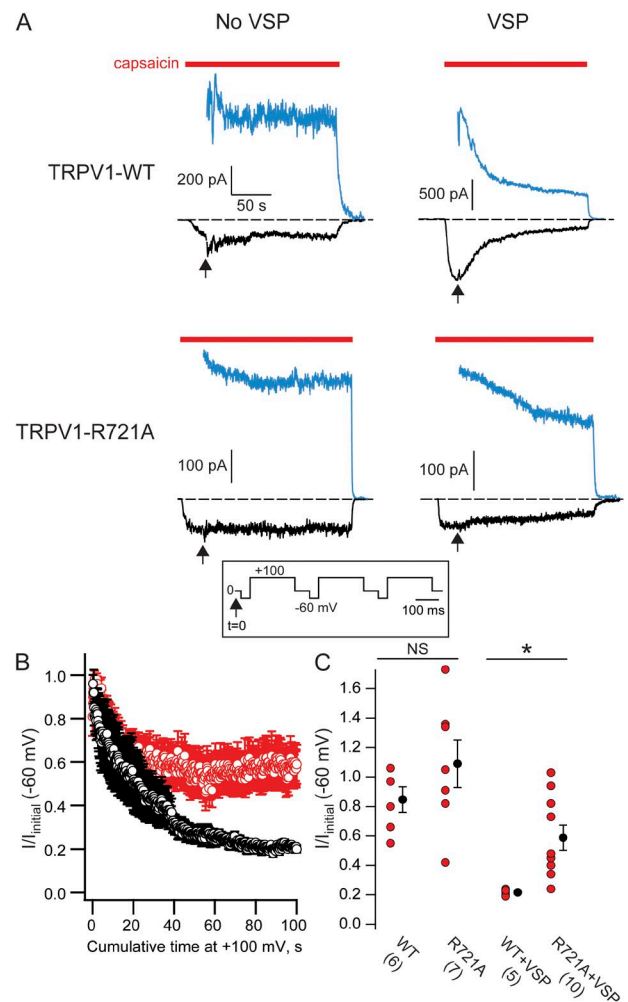 A
No VSP
VSP
capsaicin
TRPV1-WT
200 pA
50 s
500 pA
TRPV1-R721A
100 pA
100 pA
+100
0
-60 mV
100 ms
t=0
B
I/Iinitial (-60 mV)
1.0
0.8
0.6
0.4
0.2
0.0
0
20
40
60
80
100
Cumulative time at +100 mV, s
C
NS
*
I/Iinitial (-60 mV)
1.6
1.4
1.2
1.0
0.8
0.6
0.4
0.2
0.0
WT
(6)
R721A
(7)
WT+VSP
(5)
R721A+VSP
(10)